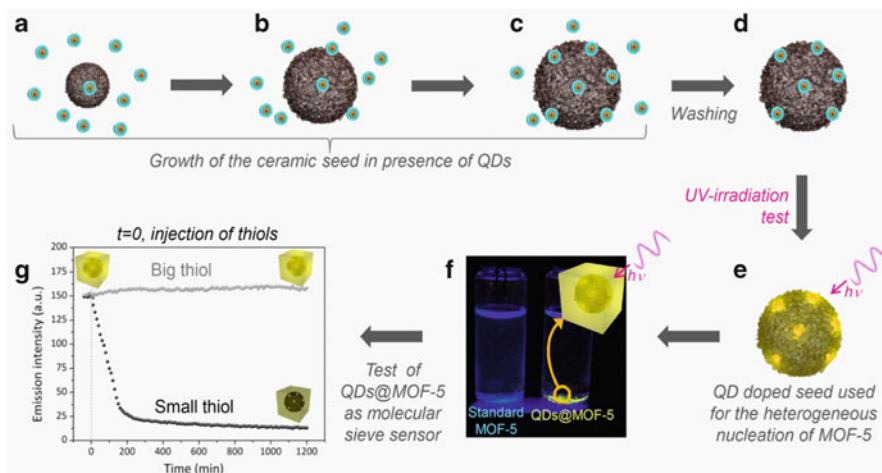 a
b
c
d
Washing
Growth of the ceramic seed in presence of QDs
UV-irradiation
test
t=0, injection of thiols
g
200
175
150
125
100
75
50
25
0
Emission intensity (a.u.)
Big thiol
Small thiol
0 200 400 600 800 1000 1200
Time (min)
Test of
QDs@MOF-5
as molecular
sieve sensor
f
hν
Standard
MOF-5
QDs@MOF-5
e
hν
QD doped seed used
for the heterogeneous
nucleation of MOF-5